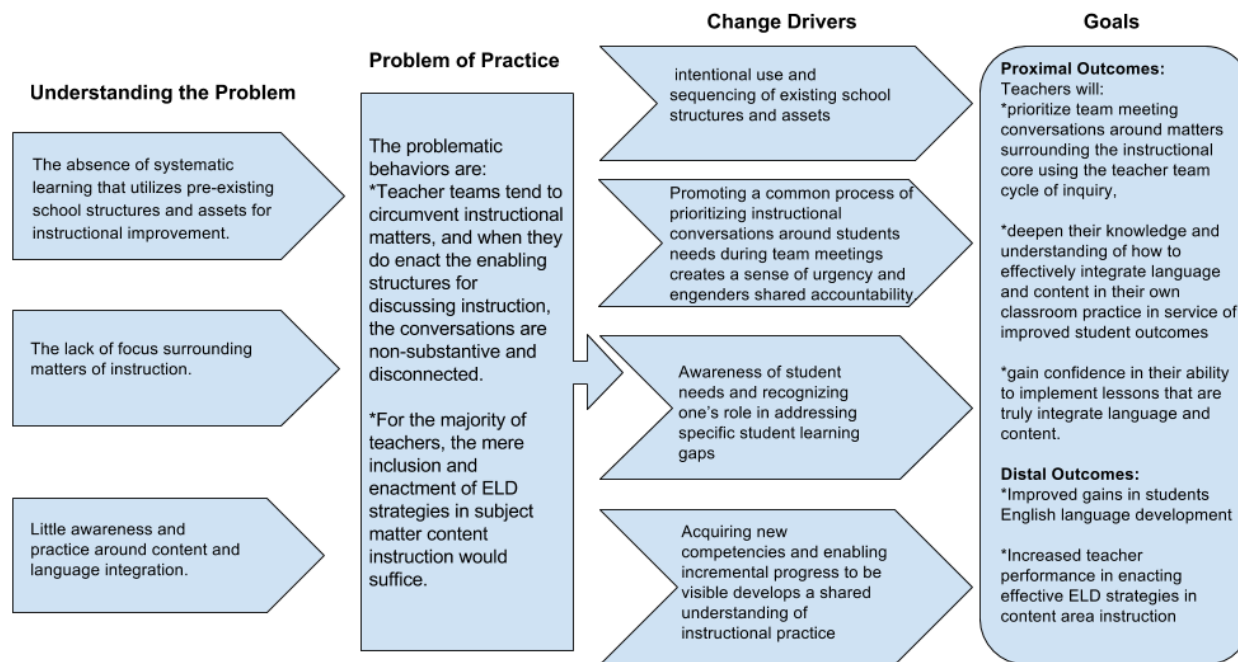 Understanding the Problem
The absence of systematic
learning that utilizes pre-existing
school structures and assets for
instructional improvement.
The lack of focus surrounding
matters of instruction.
Little awareness and
practice around content and
language integration.
Problem of Practice
The problematic
behaviors are:
*Teacher teams tend to
circumvent instructional
matters, and when they
do enact the enabling
structures for
discussing instruction,
the conversations are
non-substantive and
disconnected.
*For the majority of
teachers, the mere
inclusion and
enactment of ELD
strategies in subject
matter content
instruction would
suffice.
Change Drivers
intentional use and
sequencing of existing school
structures and assets
Promoting a common process of
prioritizing instructional
conversations around students
needs during team meetings
creates a sense of urgency and
engenders shared accountability.
Awareness of student
needs and recognizing
one's role in addressing
specific student learning
gaps
Acquiring new
competencies and enabling
incremental progress to be
visible develops a shared
understanding of
instructional practice
Goals
Proximal Outcomes:
Teachers will:
*prioritize team meeting
conversations around matters
surrounding the instructional
core using the teacher team
cycle of inquiry,
*deepen their knowledge and
understanding of how to
effectively integrate language
and content in their own
classroom practice in service of
improved student outcomes
*gain confidence in their ability
to implement lessons that are
truly integrate language and
content.
Distal Outcomes:
*Improved gains in students
English language development
*Increased teacher
performance in enacting
effective ELD strategies in
content area instruction